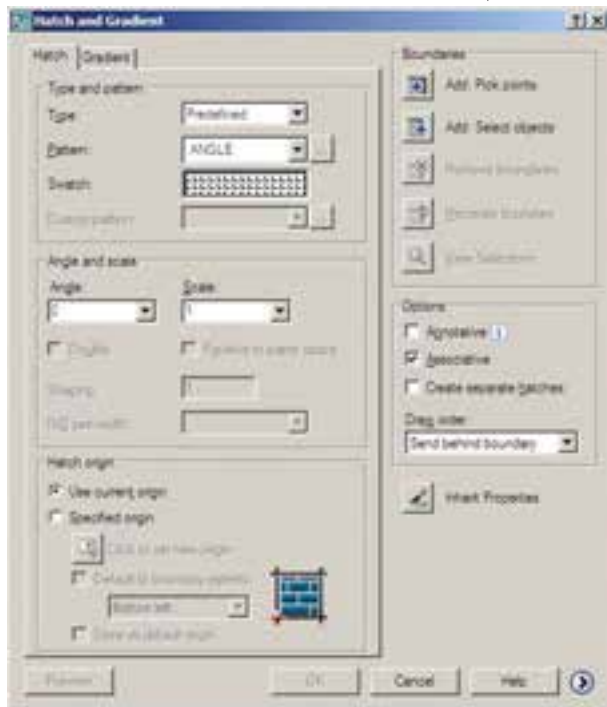 Hatch and Gradient
Hatch
Gradient
Type and pattern
Type:
Predefined
Pattern:
ANGLE
Swatch:
Custom pattern:
Angle and scale
Angle:
Scale:
0
1
Double
Relative to paper space
Spacing:
1
ISO pen width:
Hatch origin
Use current origin
Specified origin
Click to set new origin
Default to boundary extents
Bottom left
Store as default origin
Boundaries
Add: Pick points
Add: Select objects
Remove boundaries
Recreate boundary
View Selections
Options
Annotative
Associative
Create separate hatches
Draw order:
Send behind boundary
Inherit Properties
Preview
OK
Cancel
Help